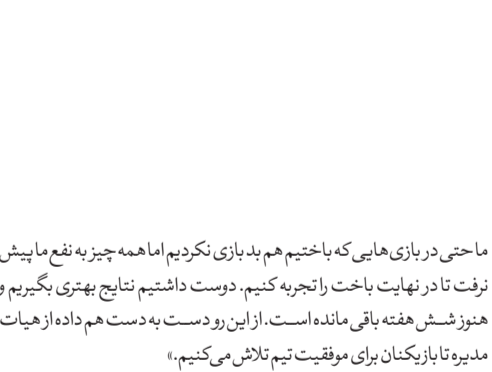 ما حتی در بازی‌هایی که باختیم هم بد بازی نکردیم اما همه چیز به نفع ما پیش
نرفت تا در نهایت باخت را تجربه کنیم. دوست داشتیم نتایج بهتری بگیریم و
هنوز شش هفته باقی مانده است. از این رو دست به دست هم داده از هیات
مدیره تا بازیکنان برای موفقیت تیم تلاش می‌کنیم.»